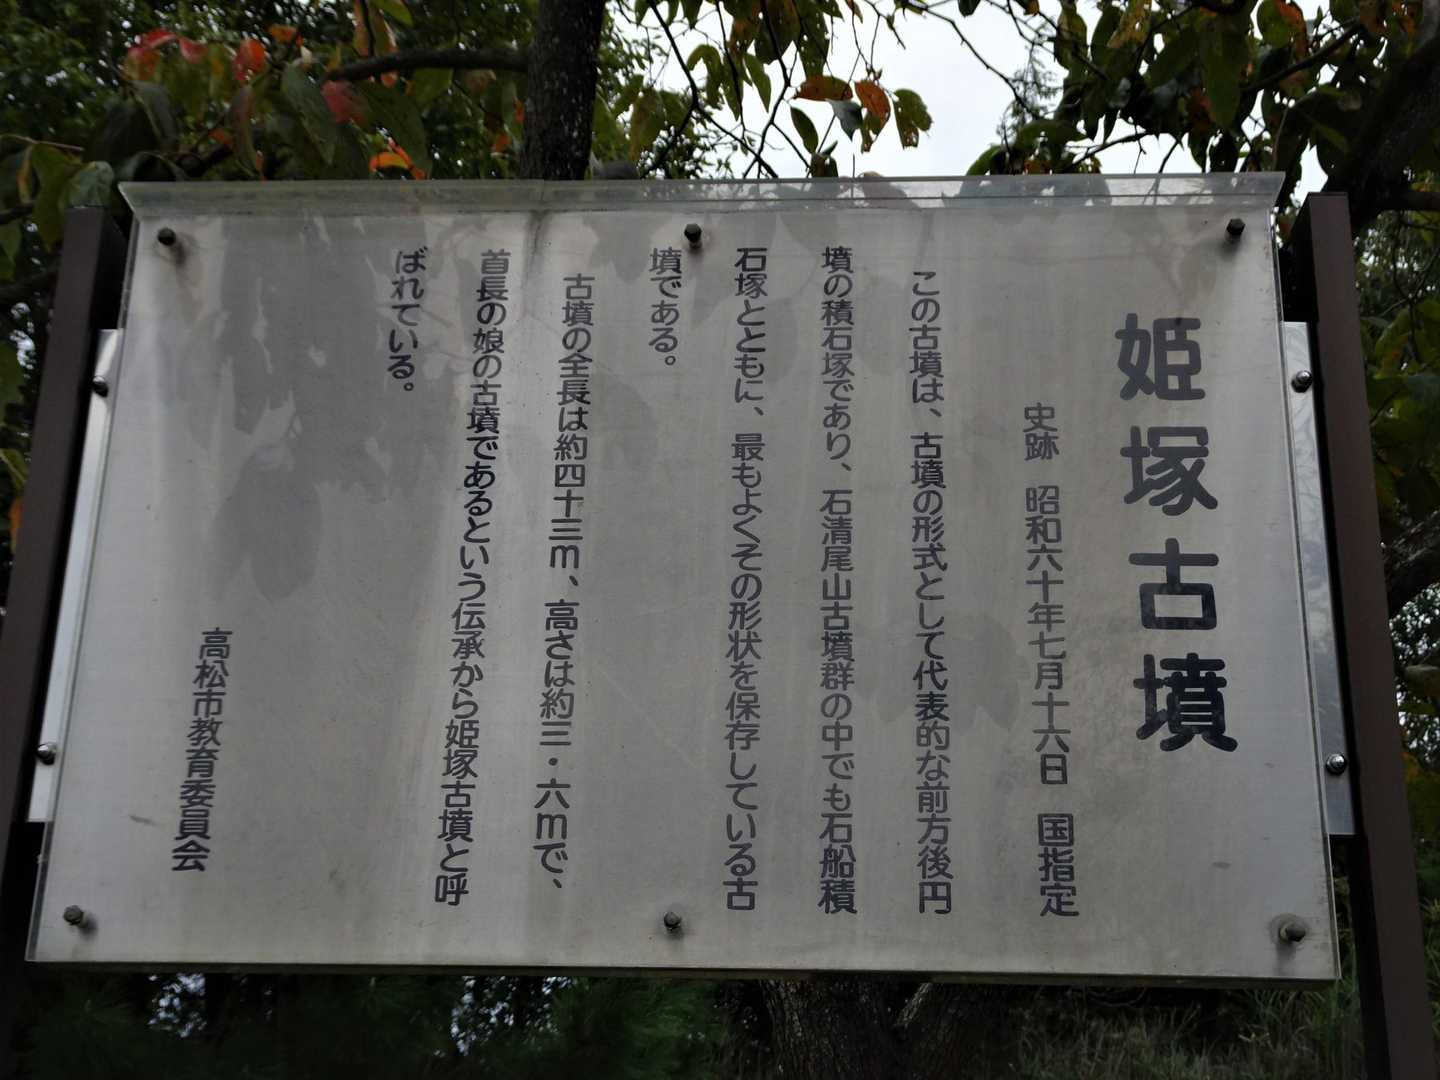 姫塚古墳
史跡　昭和六十年七月十六日　国指定
この古墳は、古墳の形式として代表的な前方後円
墳の積石塚であり、石清尾山古墳群の中でも石船積
石塚とともに、最もよくその形状を保存している古
墳である。
古墳の全長は約四十三m、高さは約三・六mで、
首長の娘の古墳であるという伝承から姫塚古墳と呼
ばれている。
高松市教育委員会